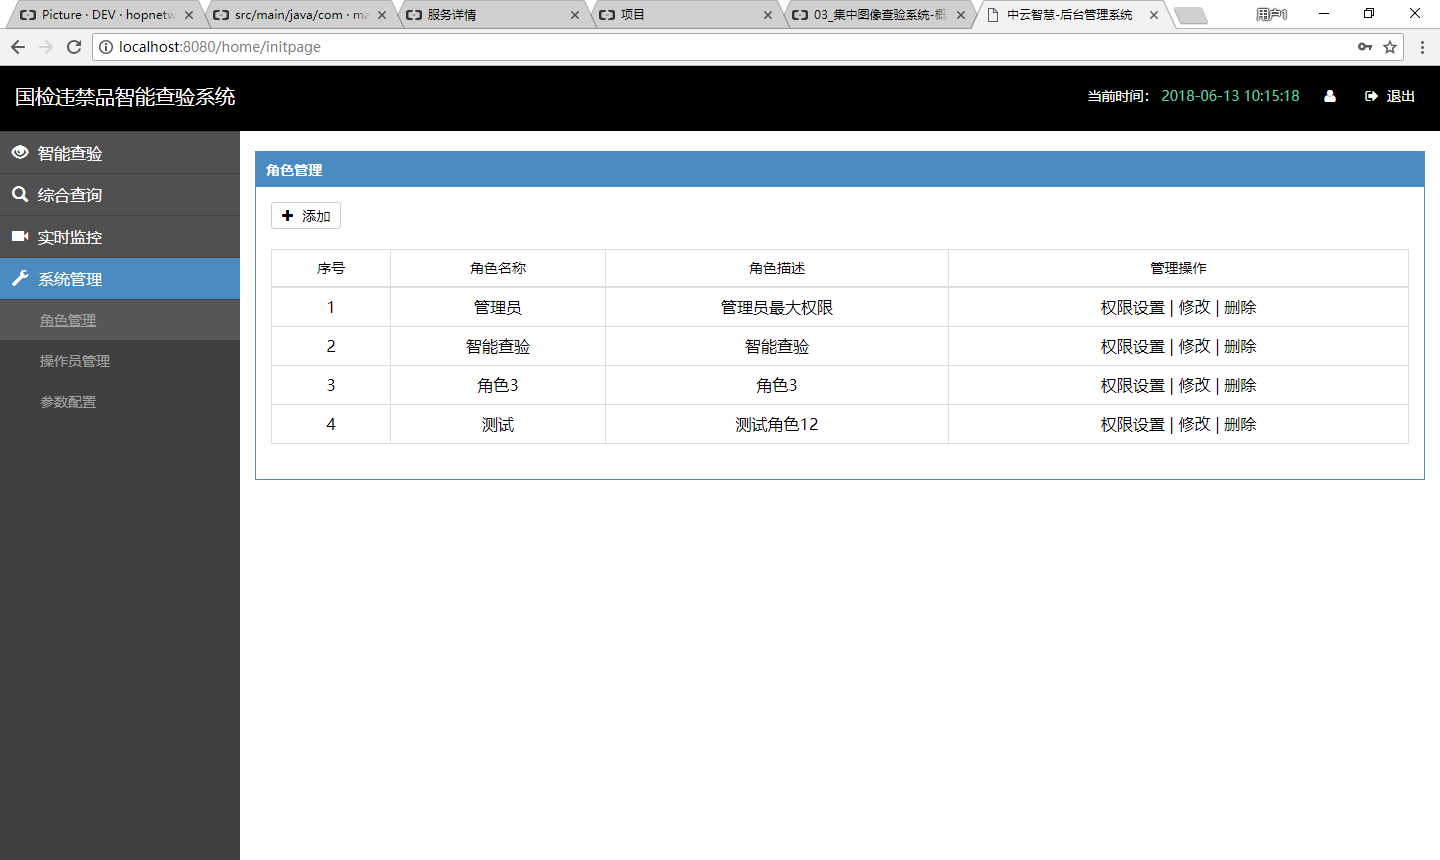 Picture · DEV · hopnetw
src/main/java/com · ma
服务详情
项目
03_集中图像查验系统-概
中云智慧-后台管理系统
用户1
localhost:8080/home/initpage
国检违禁品智能查验系统
当前时间： 2018-06-13 10:15:18
退出
智能查验
综合查询
实时监控
系统管理
角色管理
操作员管理
参数配置
角色管理
添加
序号 角色名称 角色描述 管理操作
1 管理员 管理员最大权限 权限设置 | 修改 | 删除
2 智能查验 智能查验 权限设置 | 修改 | 删除
3 角色3 角色3 权限设置 | 修改 | 删除
4 测试 测试角色12 权限设置 | 修改 | 删除